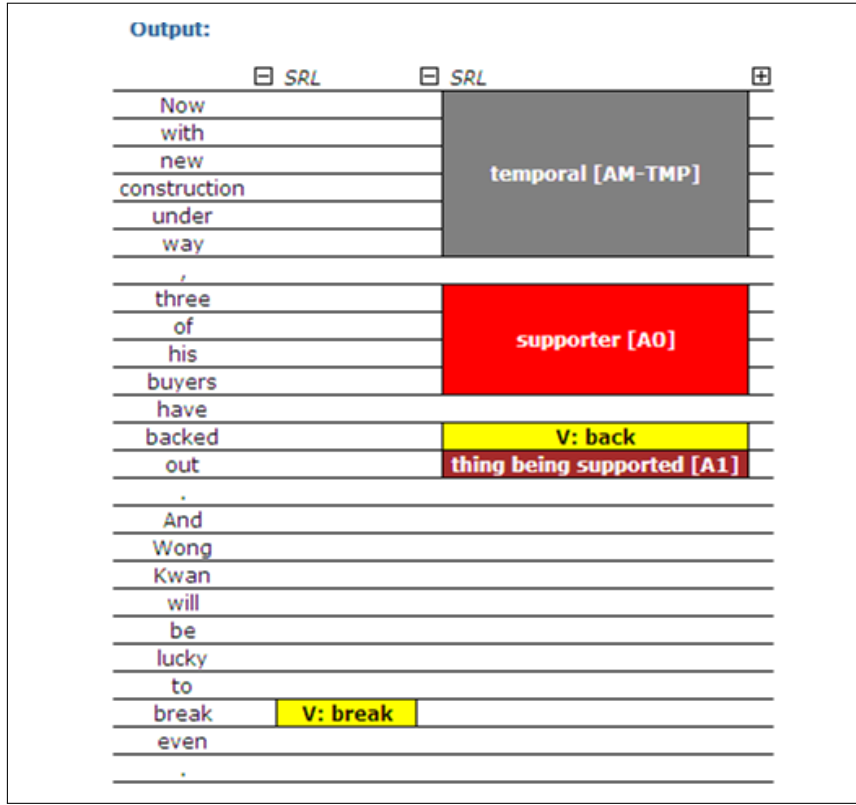 Output:
SRL SRL
Now
with
new
temporal [AM-TMP]
construction
under
way
,
three
of
supporter [A0]
his
buyers
have
backed V: back
out thing being supported [A1]
.
And
Wong
Kwan
will
be
lucky
to
break V: break
even
.